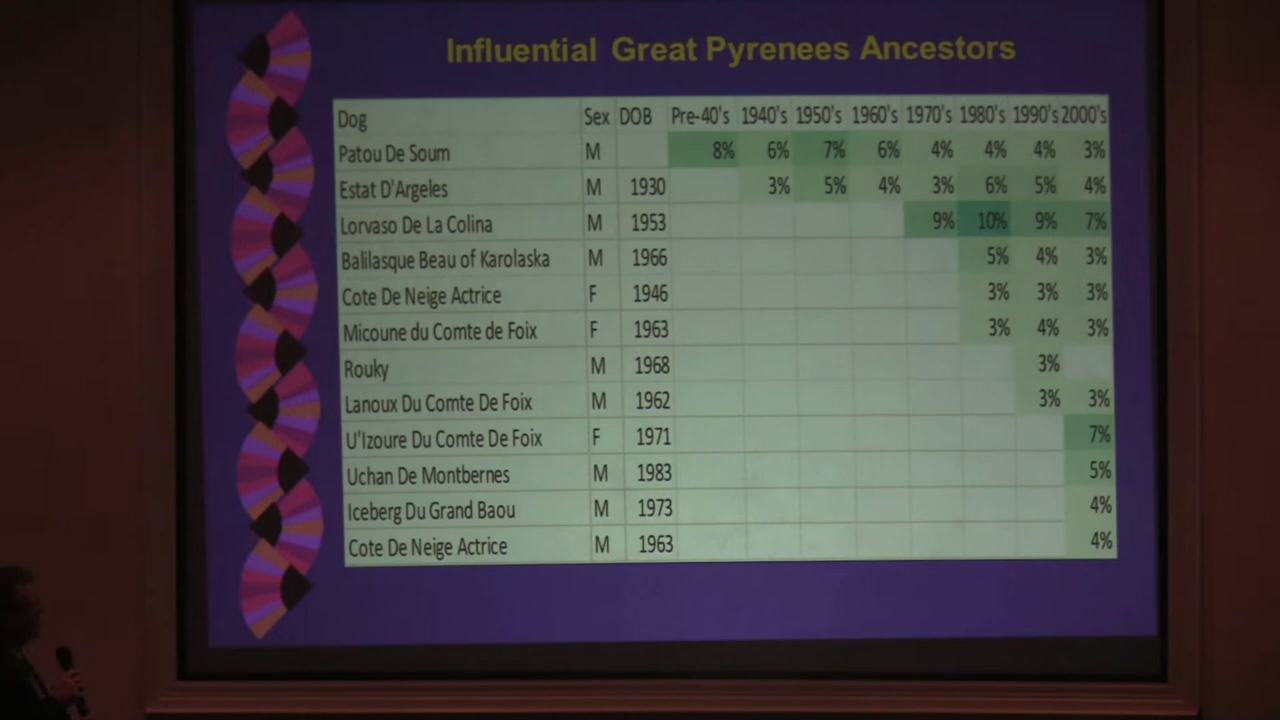 Influential Great Pyrenees Ancestors
Dog Sex DOB Pre-40's 1940's 1950's 1960's 1970's 1980's 1990's 2000's
Patou De Soum M 8% 6% 7% 6% 4% 4% 4% 3%
Estat D'Argeles M 1930 3% 5% 4% 3% 6% 5% 4%
Lorvaso De La Colina M 1953 9% 10% 9% 7%
Balilasque Beau of Karolaska M 1966 5% 4% 3%
Cote De Neige Actrice F 1946 3% 3% 3%
Micoune du Comte de Foix F 1963 3% 4% 3%
Rouky M 1968 3%
Lanoux Du Comte De Foix M 1962 3% 3%
U'Izoure Du Comte De Foix F 1971 7%
Uchan De Montbernes M 1983 5%
Iceberg Du Grand Baou M 1973 4%
Cote De Neige Actrice M 1963 4%